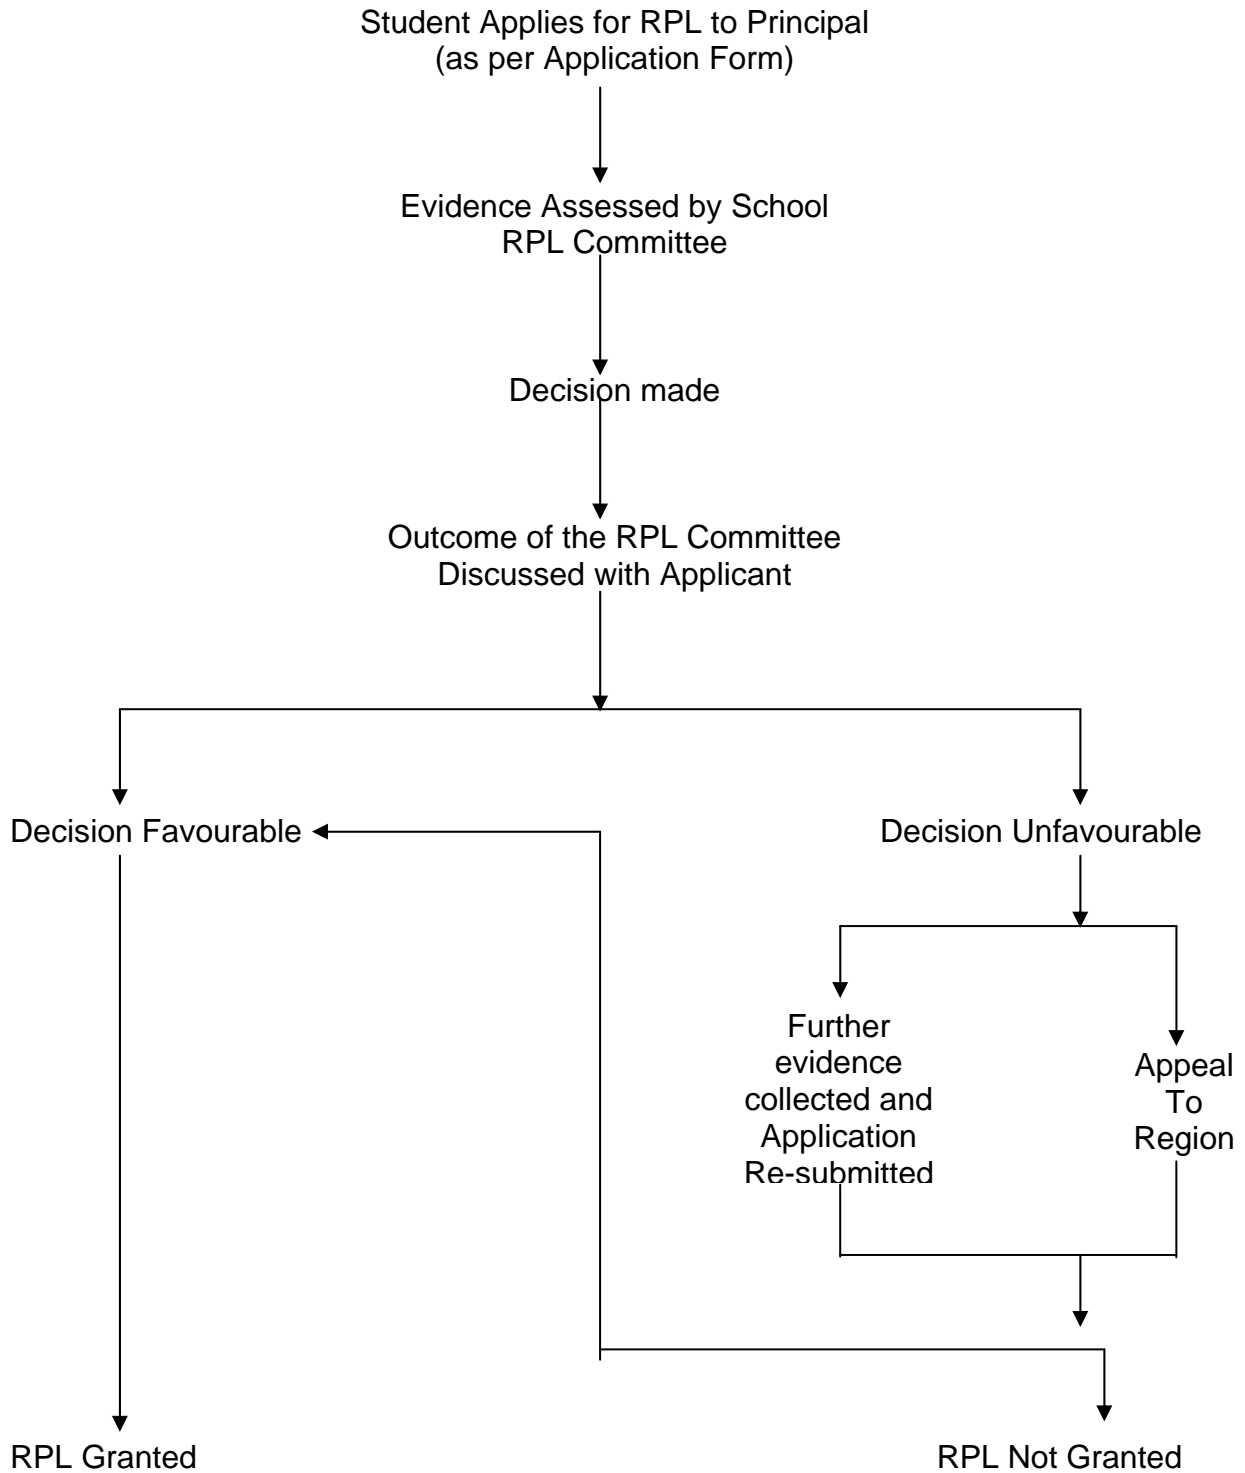 Student Applies for RPL to Principal
(as per Application Form)
Evidence Assessed by School
RPL Committee
Decision made
Outcome of the RPL Committee
Discussed with Applicant
Decision Favourable
Decision Unfavourable
Further
evidence
collected and
Application
Re-submitted
Appeal
To
Region
RPL Granted
RPL Not Granted